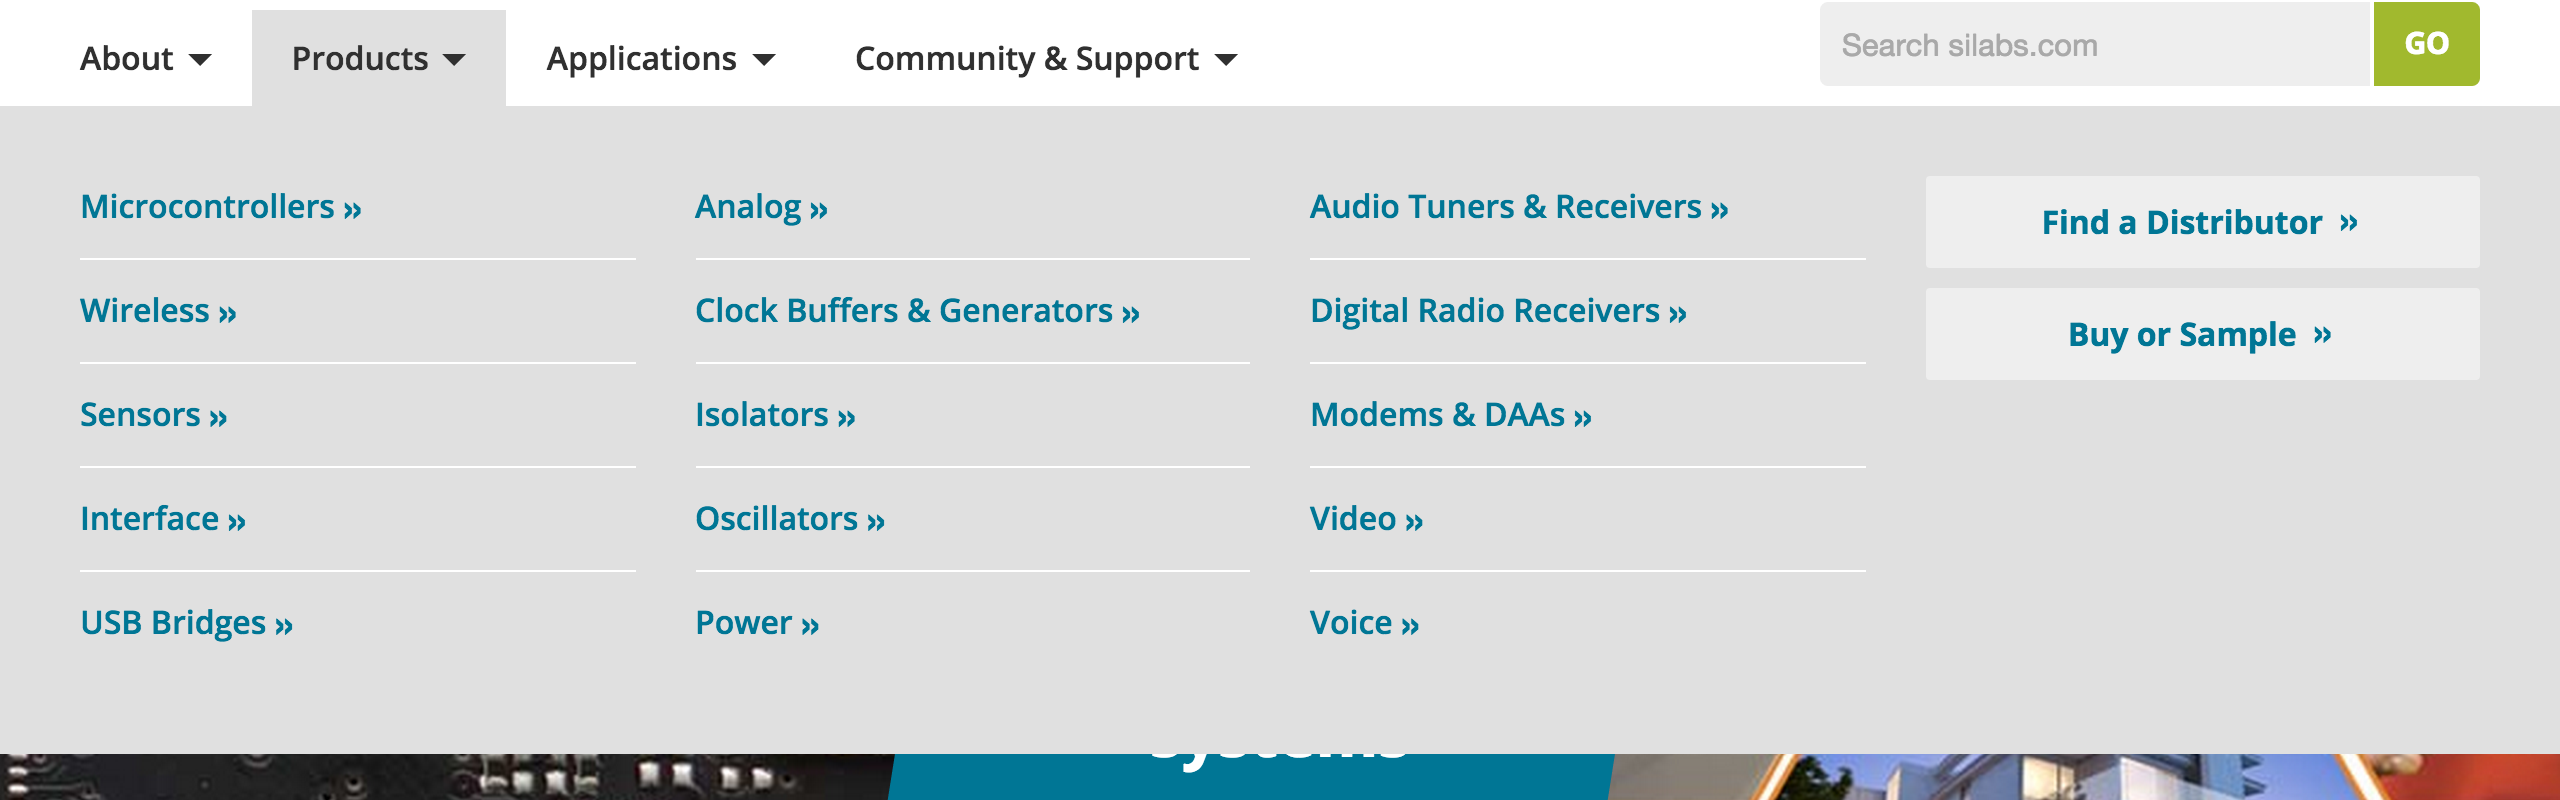 About
Products
Applications
Community & Support
Search silabs.com
GO
Microcontrollers »
Wireless »
Sensors »
Interface »
USB Bridges »
Analog »
Clock Buffers & Generators »
Isolators »
Oscillators »
Power »
Audio Tuners & Receivers »
Digital Radio Receivers »
Modems & DAAs »
Video »
Voice »
Find a Distributor »
Buy or Sample »
systems